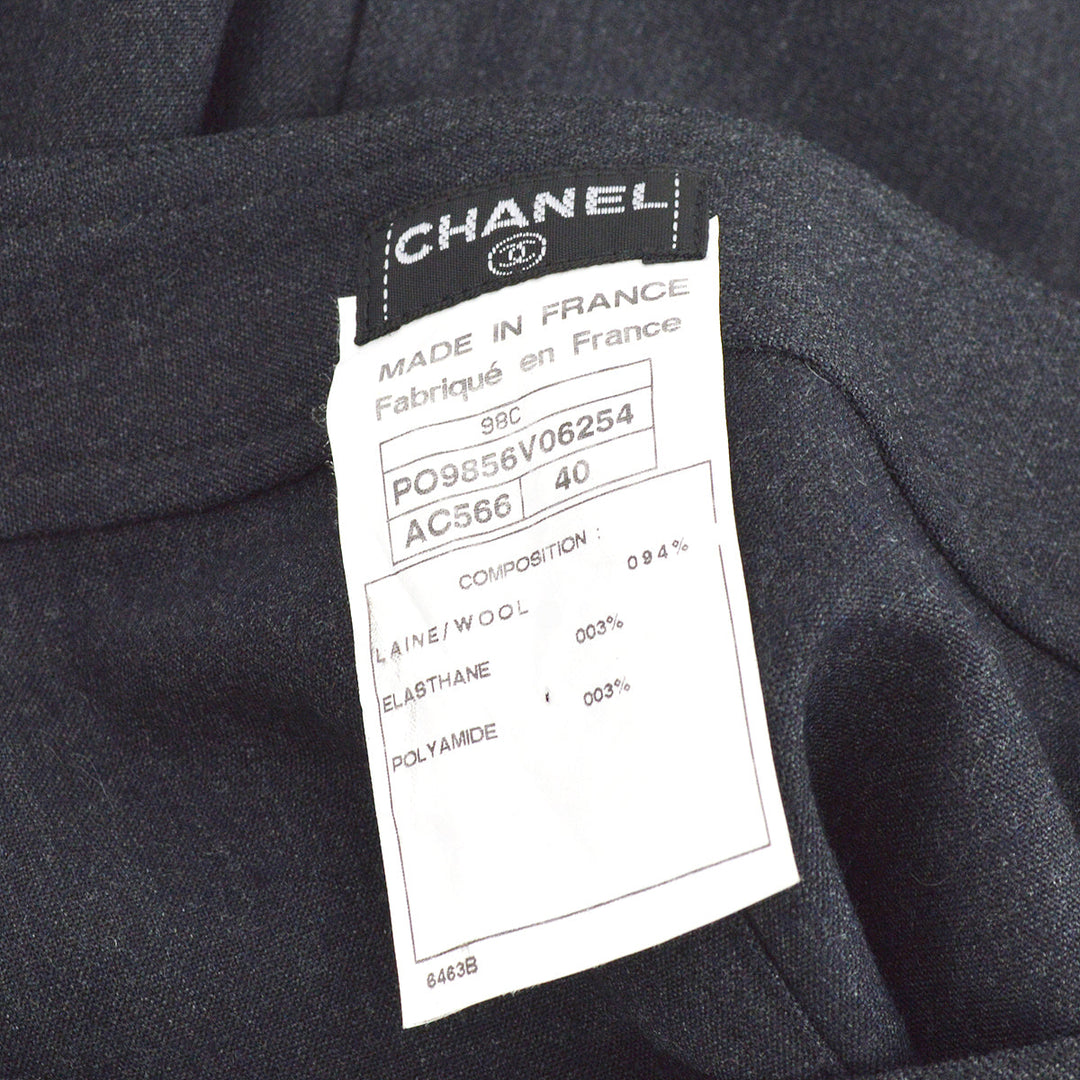 CHANEL
MADE IN FRANCE
Fabriqué en France
98C
PO9856V06254
AC566 40
COMPOSITION :
LAINE/WOOL 094%
ELASTHANE 003%
POLYAMIDE 003%
6463B